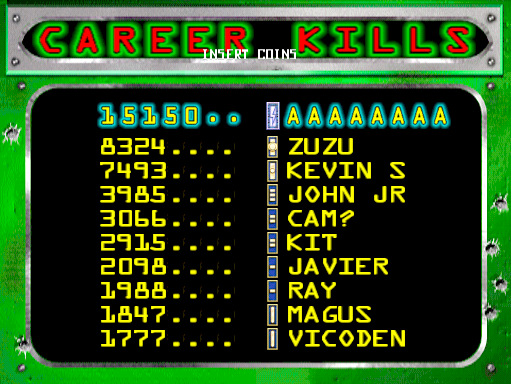 CAREER KILLS
INSERT COINS
15150.. AAAAAAAA
8324.... ZUZU
7493.... KEVIN S
3985.... JOHN JR
3066.... CAM?
2915.... KIT
2098.... JAVIER
1988.... RAY
1847.... MAGUS
1777.... VICODEN